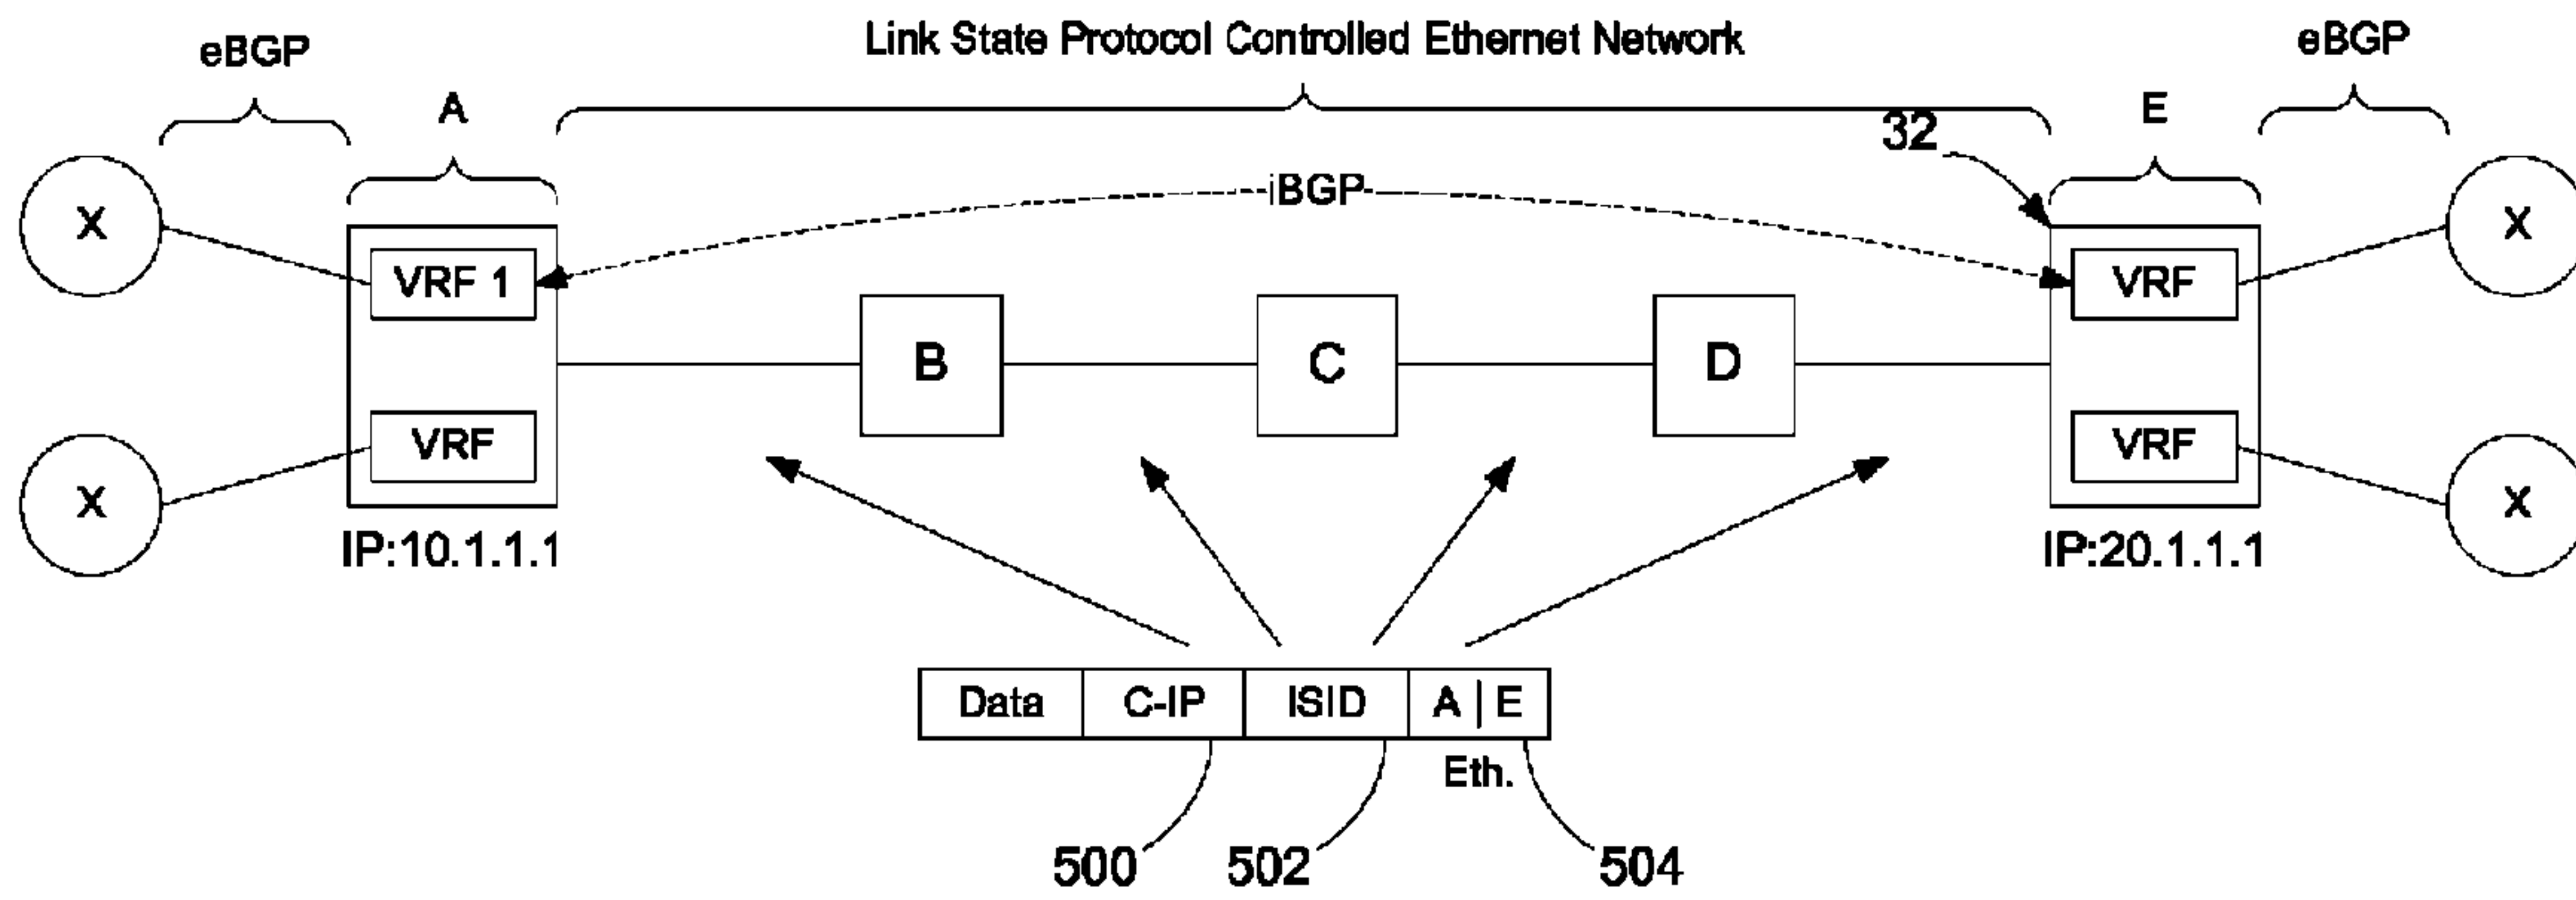 Link State Protocol Controlled Ethernet Network
eBGP
eBGP
A
E
32
iBGP
X
X
VRF 1
VRF
B
C
D
VRF
VRF
X
X
IP:10.1.1.1
IP:20.1.1.1
Data C-IP ISID A E
Eth.
500
502
504